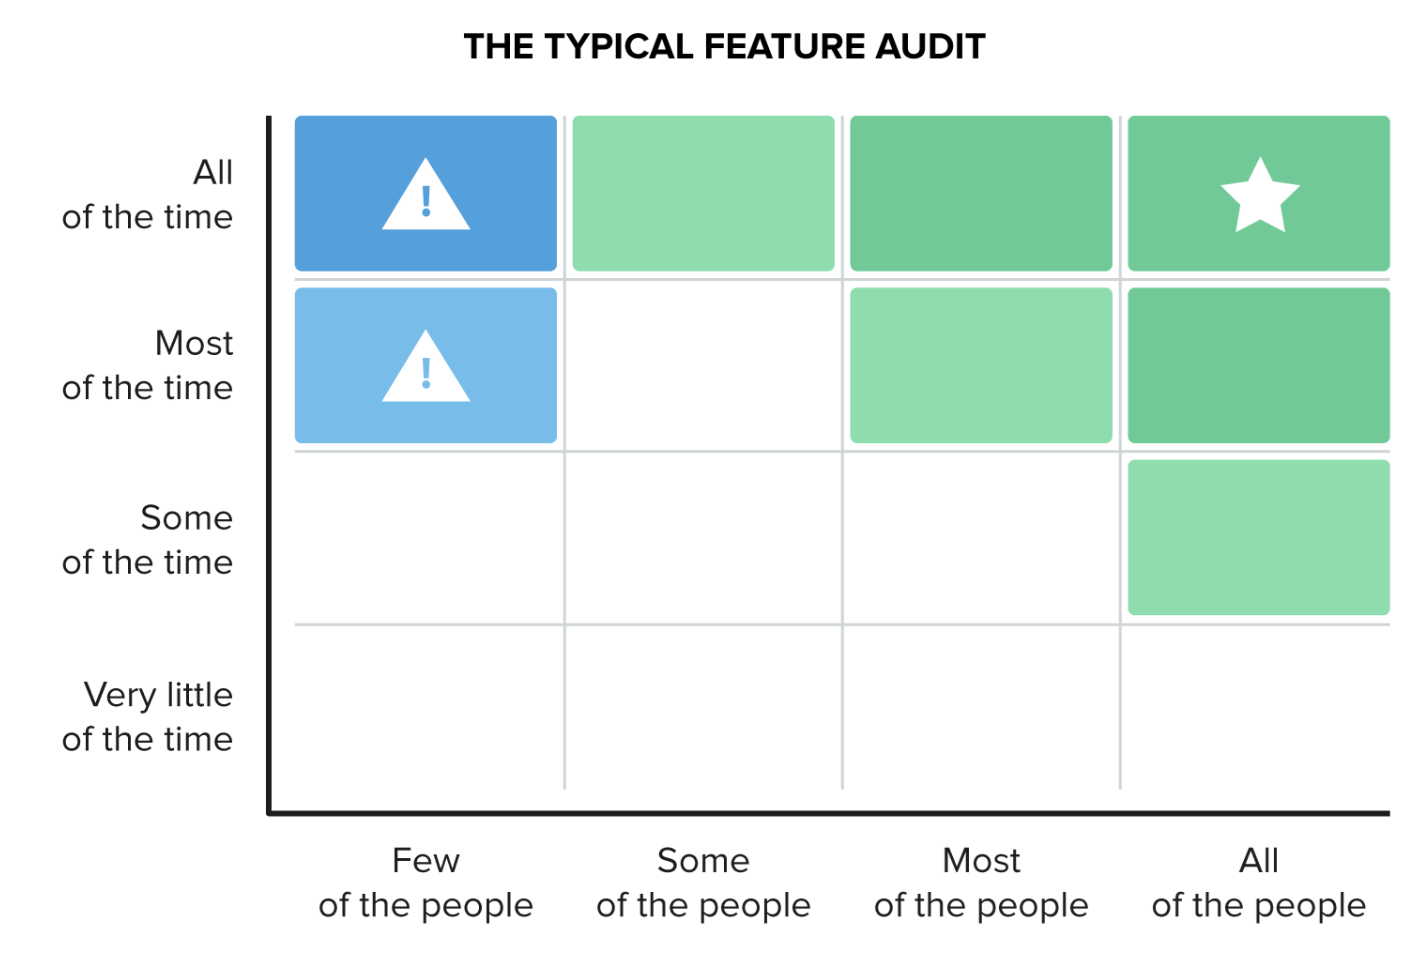 THE TYPICAL FEATURE AUDIT
All
of the time
!
Most
of the time
!
Some
of the time
Very little
of the time
Few
of the people
Some
of the people
Most
of the people
All
of the people